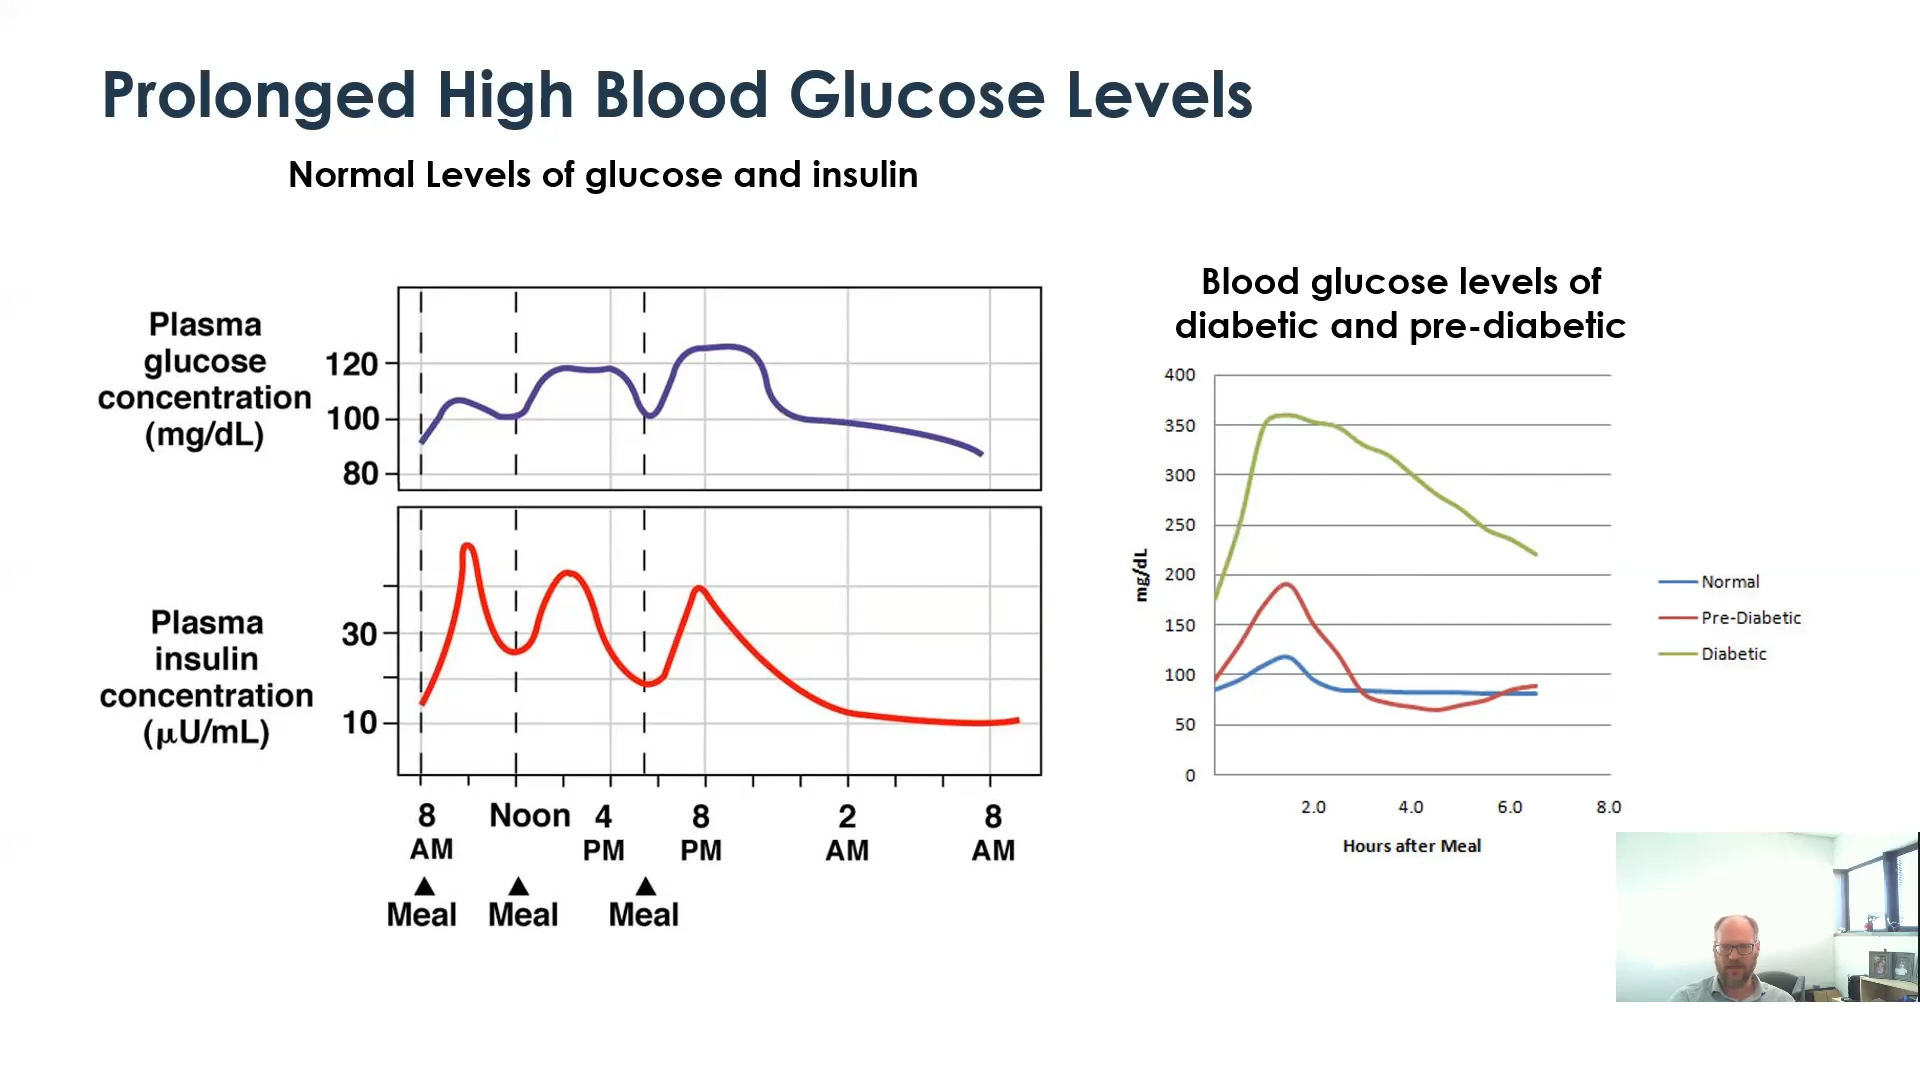 Prolonged High Blood Glucose Levels
Normal Levels of glucose and insulin
Plasma
glucose
concentration
(mg/dL)
120
100
80
Plasma
insulin
concentration
(μU/mL)
30
10
8
AM
Noon
4
PM
8
PM
2
AM
8
AM
Meal
Meal
Meal
Blood glucose levels of
diabetic and pre-diabetic
400
350
300
250
200
150
100
50
0
mg/dL
2.0
4.0
6.0
8.0
Hours after Meal
Normal
Pre-Diabetic
Diabetic